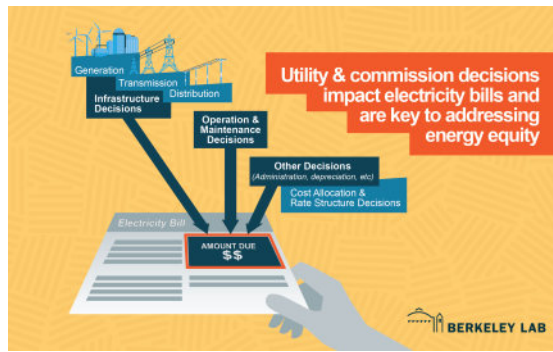 Generation
Transmission
Distribution
Infrastructure
Decisions
Operation &
Maintenance
Decisions
Other Decisions
(Administration, depreciation, etc)
Cost Allocation &
Rate Structure Decisions
Utility & commission decisions
impact electricity bills and
are key to addressing
energy equity
Electricity Bill
AMOUNT DUE
$$
BERKELEY LAB